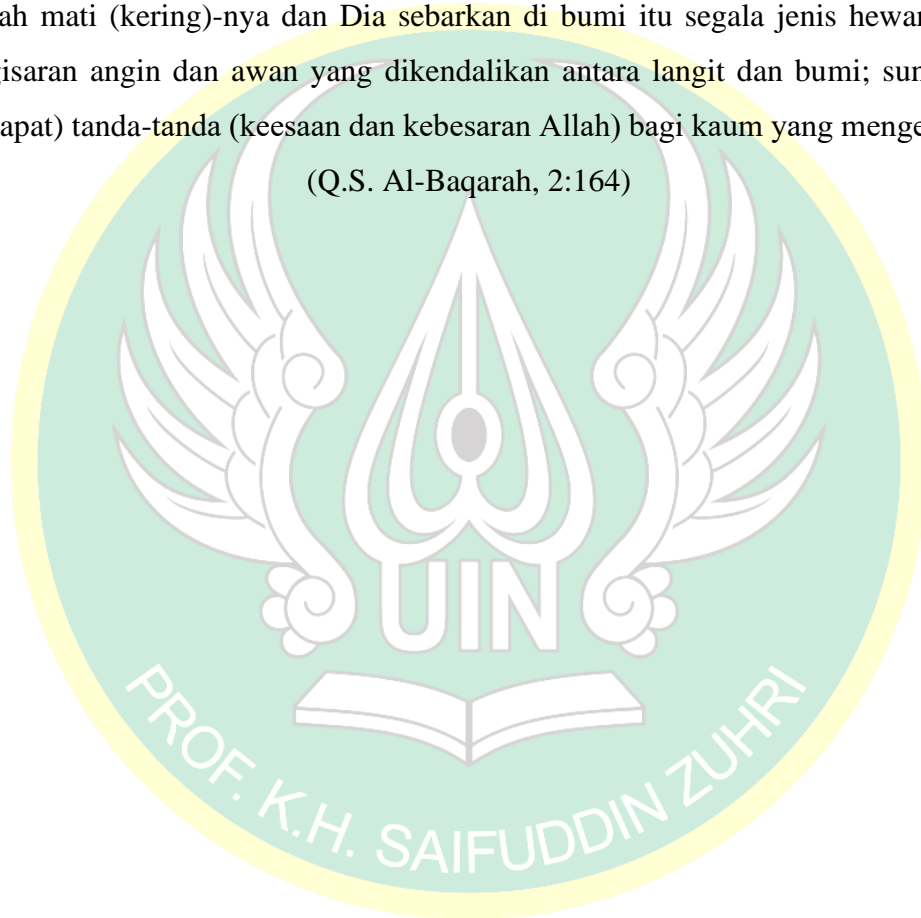 ah mati (kering)-nya dan Dia sebarkan di bumi itu segala jenis hewan
gisaran angin dan awan yang dikendalikan antara langit dan bumi; sun
apat) tanda-tanda (keesaan dan kebesaran Allah) bagi kaum yang menge
(Q.S. Al-Baqarah, 2:164)
UIN
PROF. K.H. SAIFUDDIN ZUHRI